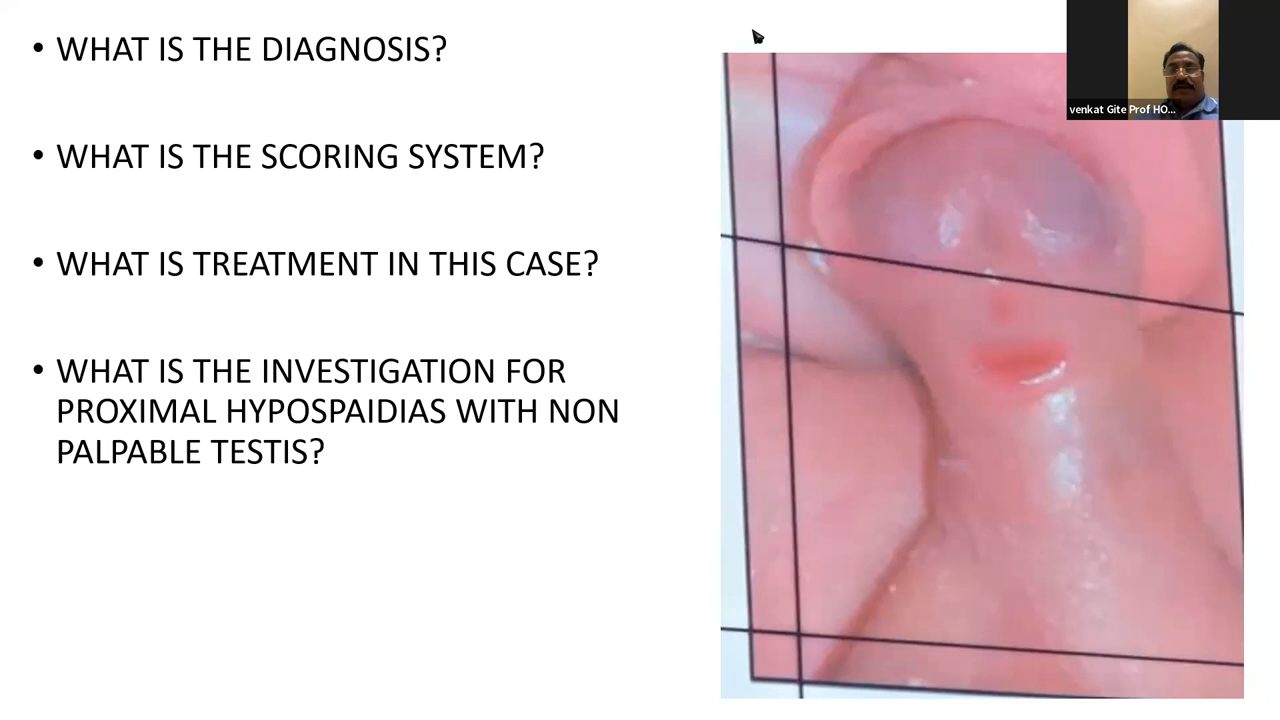 • WHAT IS THE DIAGNOSIS?
• WHAT IS THE SCORING SYSTEM?
• WHAT IS TREATMENT IN THIS CASE?
• WHAT IS THE INVESTIGATION FOR
PROXIMAL HYPOSPAIDIAS WITH NON
PALPABLE TESTIS?
venkat Gite Prof HO...